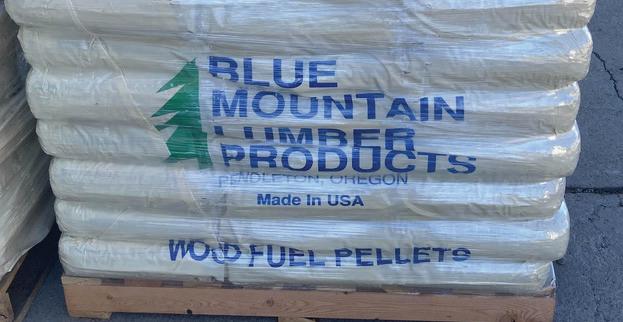 BLUE
MOUNTAIN
LUMBER
PRODUCTS
PENDLETON, OREGON
Made In USA
WOOD FUEL PELLETS